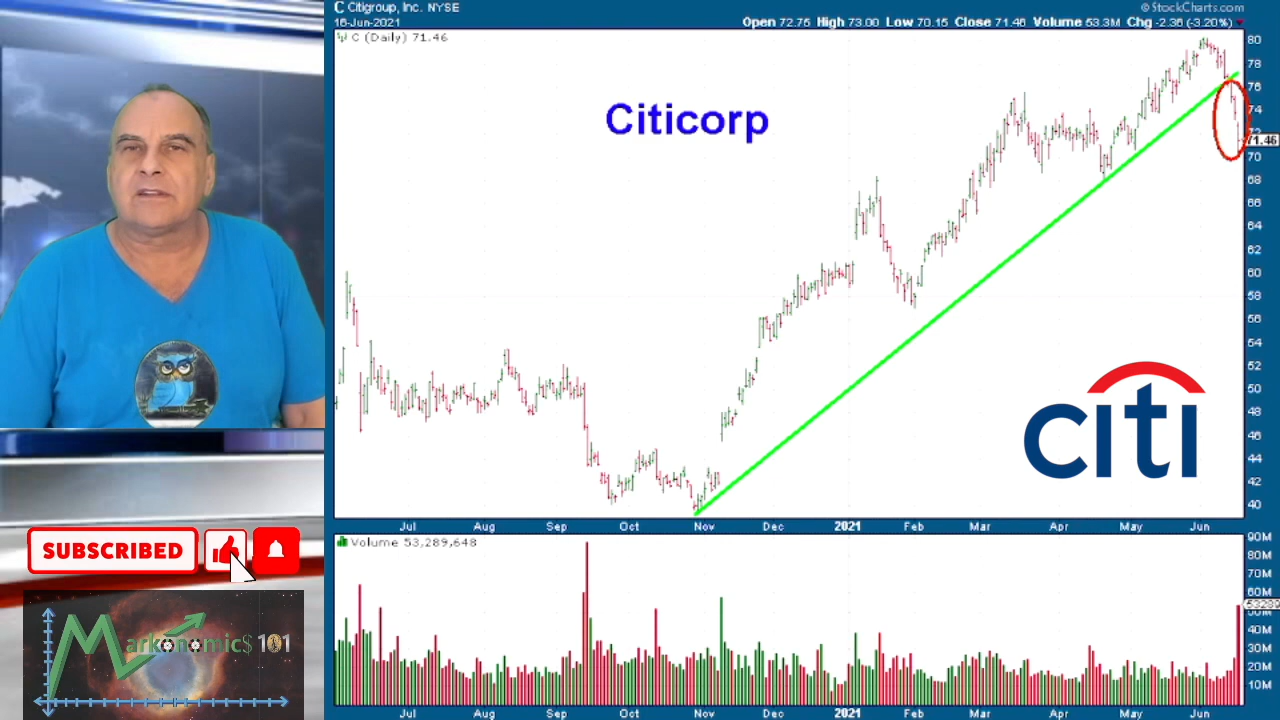 C Citigroup, Inc. NYSE
© StockCharts.com
16-Jun-2021
Open 72.75 High 73.00 Low 70.15 Close 71.46 Volume 53.3M Chg -2.36 (-3.20%)
C (Daily) 71.46
Citicorp
80
78
76
74
72
71.46
70
68
66
64
62
60
58
56
54
52
50
48
46
44
42
40
citi
Jul Aug Sep Oct Nov Dec 2021 Feb Mar Apr May Jun
Volume 53,289,648
90M
80M
70M
60M
53289
50M
40M
30M
20M
10M
Jul Aug Sep Oct Nov Dec 2021 Feb Mar Apr May Jun
SUBSCRIBED
Markonomic$ 101